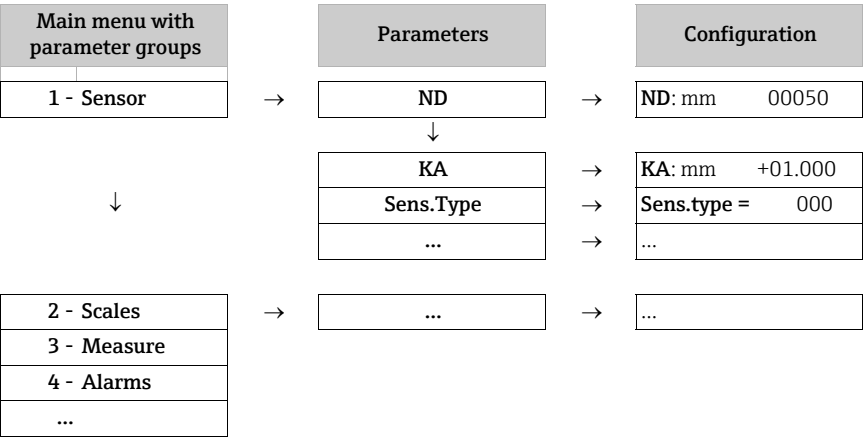 Main menu with
parameter groups
Parameters
Configuration
1 - Sensor → ND → ND: mm 00050
↓
KA → KA: mm +01.000
↓ Sens.Type → Sens.type = 000
... → ...
2 - Scales → ... → ...
3 - Measure
4 - Alarms
...